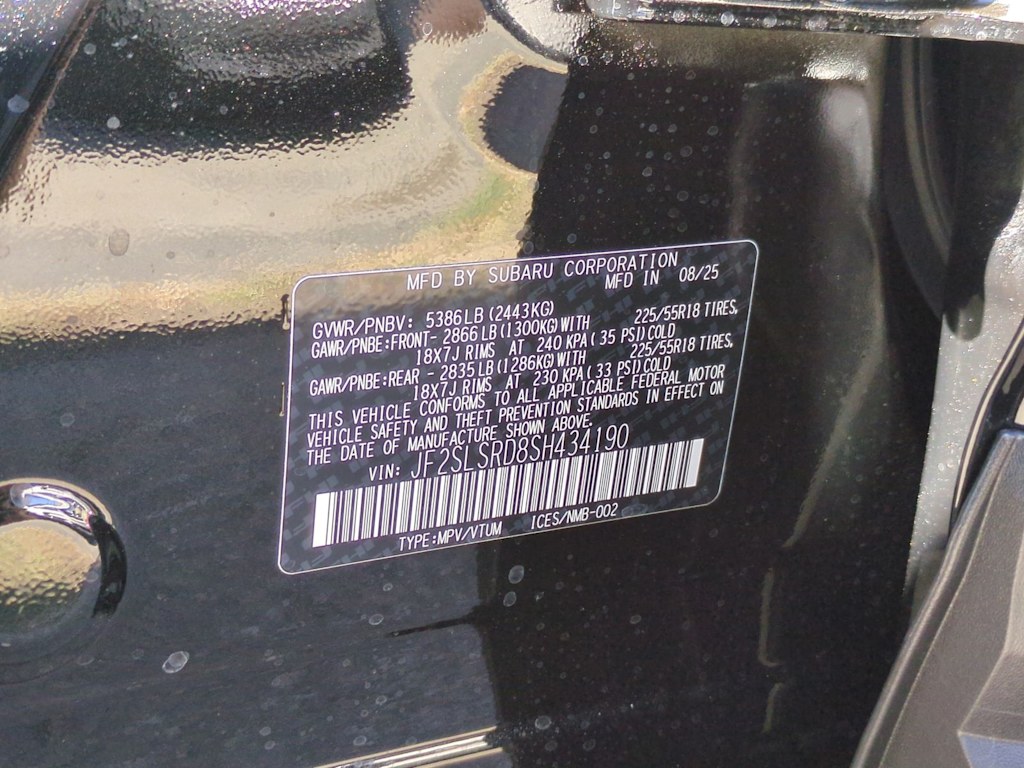 MFD BY SUBARU CORPORATION
MFD IN 08/25
GVWR/PNBV: 5386LB(2443KG)
GAWR/PNBE:FRONT- 2866LB(1300KG)WITH 225/55R18 TIRES,
18X7J RIMS AT 240 KPA( 35 PSI)COLD
GAWR/PNBE:REAR - 2835LB(1286KG)WITH 225/55R18 TIRES,
18X7J RIMS AT 230 KPA( 33 PSI)COLD
THIS VEHICLE CONFORMS TO ALL APPLICABLE FEDERAL MOTOR
VEHICLE SAFETY AND THEFT PREVENTION STANDARDS IN EFFECT ON
THE DATE OF MANUFACTURE SHOWN ABOVE.
VIN: JF2SLSRD8SH434190
TYPE:MPV/VTUM ICES/NMB-002